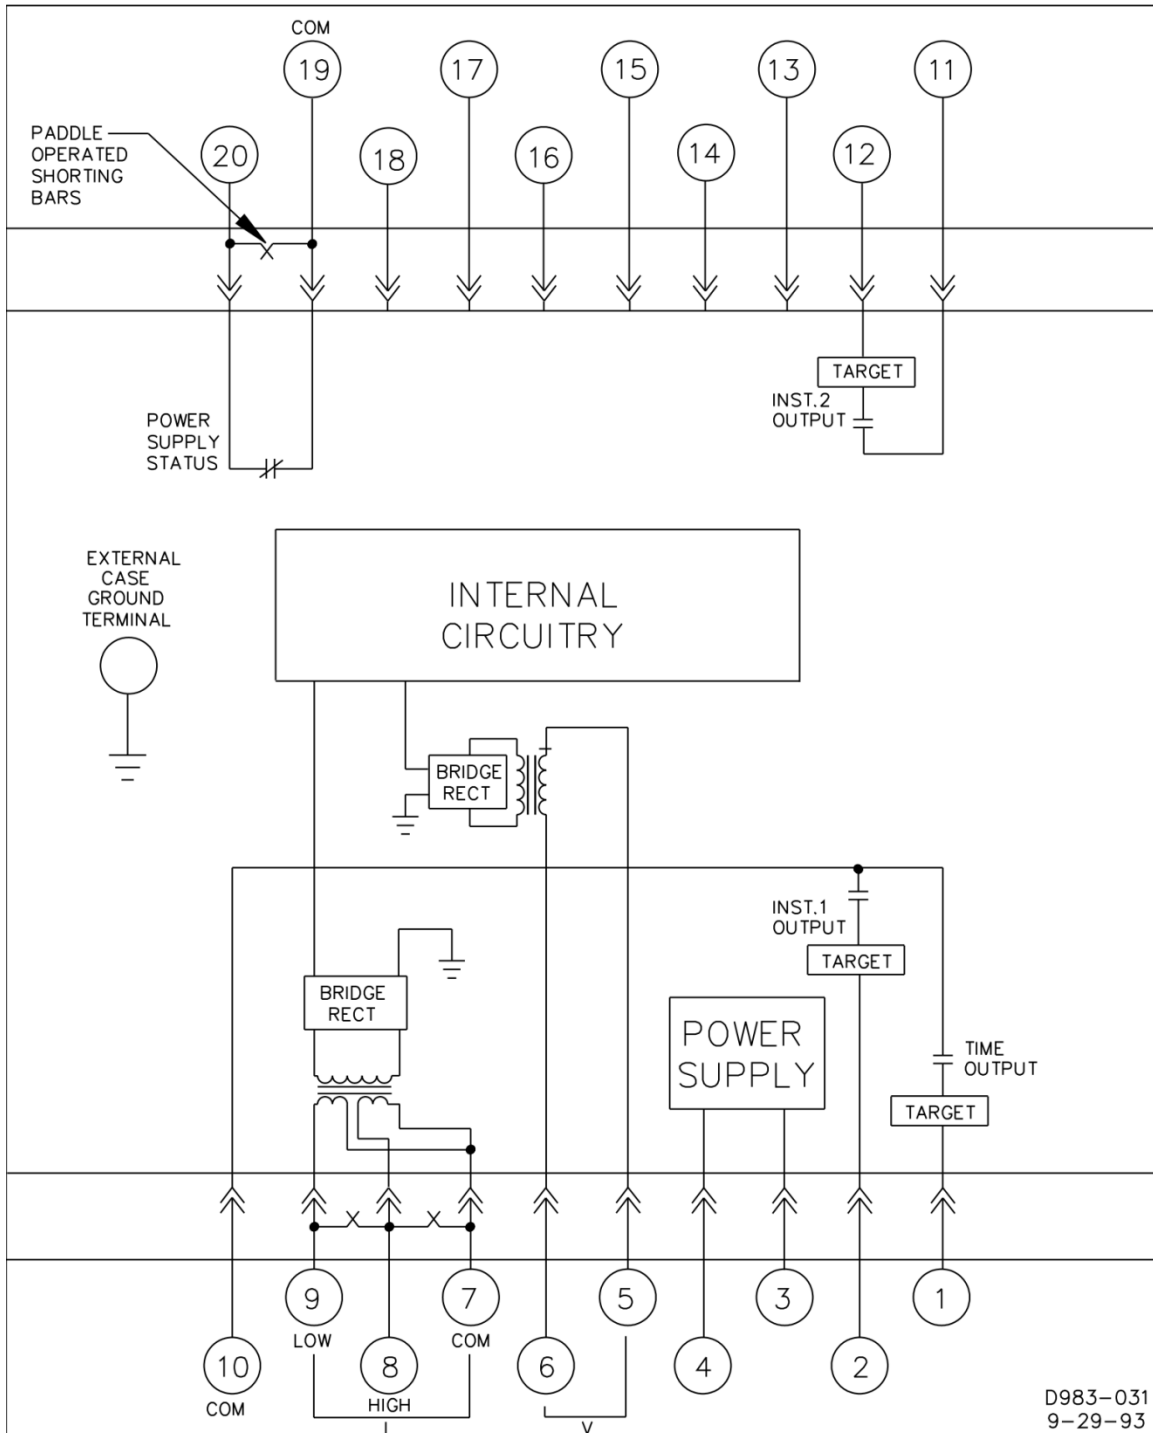 COM
19
17
15
13
11
PADDLE
OPERATED
SHORTING
BARS
20
18
16
14
12
TARGET
INST.2
OUTPUT
POWER
SUPPLY
STATUS
EXTERNAL
CASE
GROUND
TERMINAL
INTERNAL
CIRCUITRY
BRIDGE
RECT
INST.1
OUTPUT
TARGET
BRIDGE
RECT
POWER
SUPPLY
TIME
OUTPUT
TARGET
9
7
5
3
1
LOW
COM
10
8
6
4
2
COM
HIGH
I
V
D983-031
9-29-93